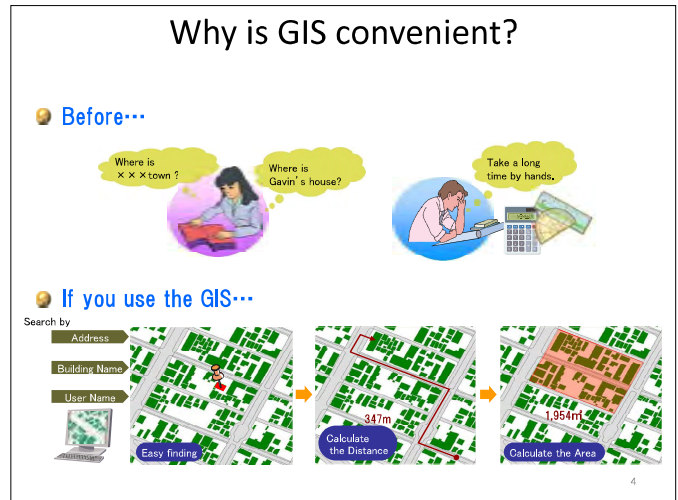 Why is GIS convenient?
Before…
Where is
×××town ?
Where is
Gavin's house?
Take a long
time by hands.
If you use the GIS…
Search by
Address
Building Name
User Name
Easy finding
347m
Calculate
the Distance
1,954㎡
Calculate the Area
4